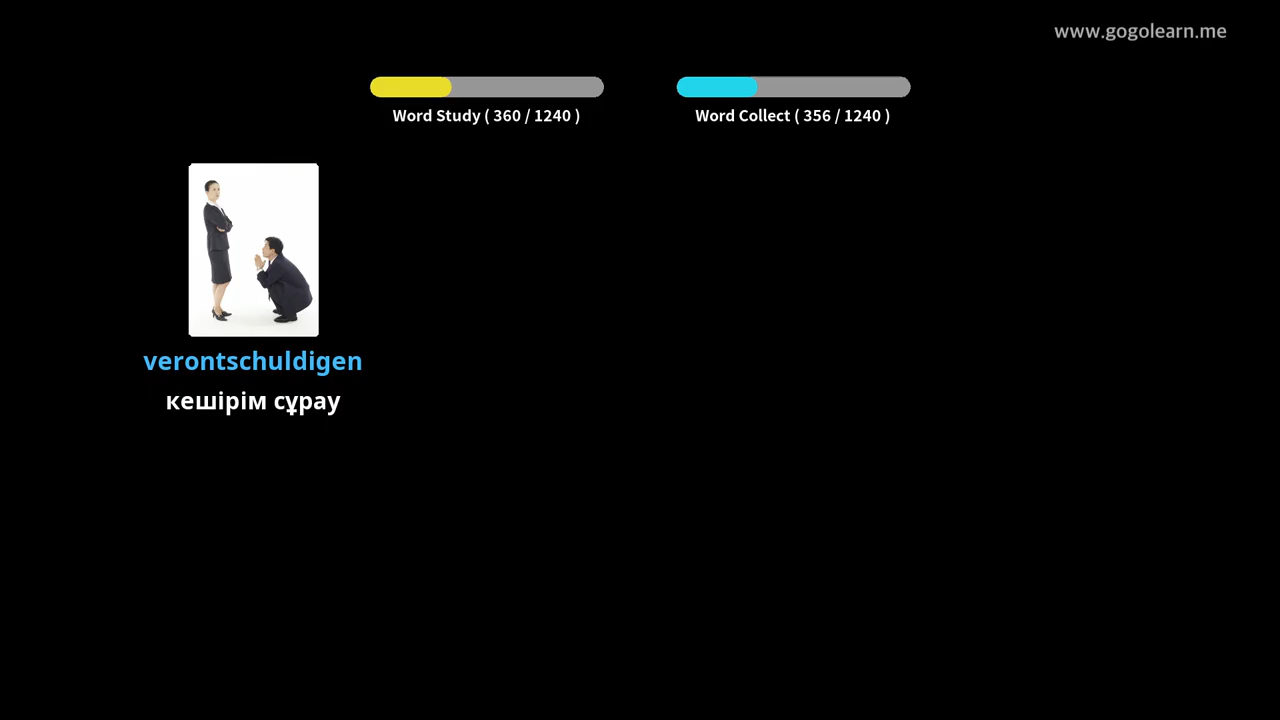 www.gogolearn.me
Word Study ( 360 / 1240 )
Word Collect ( 356 / 1240 )
verontschuldigen
кешірім сұрау